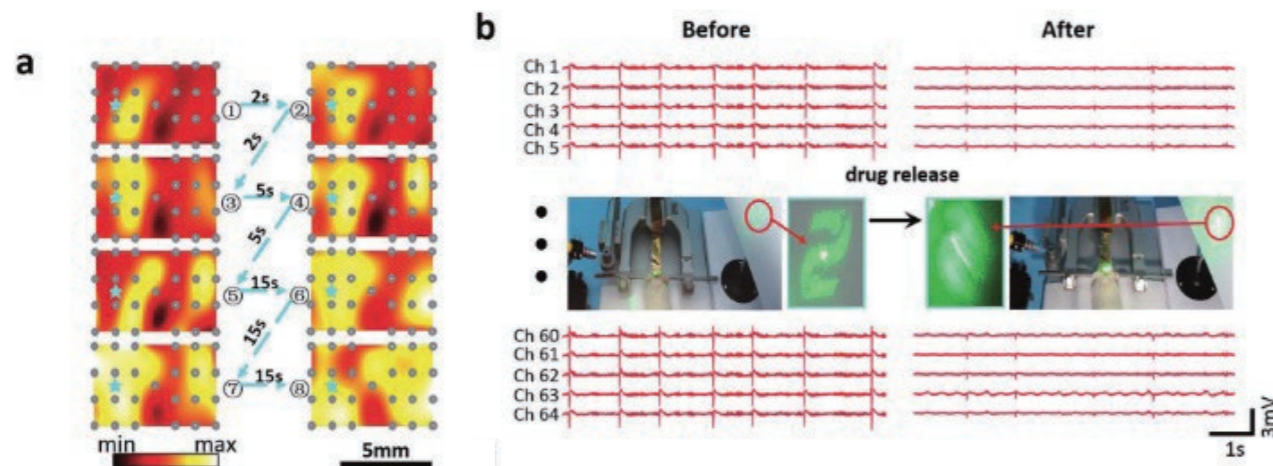 a
① 2s ②
2s
③ 5s ④
5s
⑤ 15s ⑥
15s
⑦ 15s ⑧
min max
5mm
b
Before After
Ch 1
Ch 2
Ch 3
Ch 4
Ch 5
drug release
Ch 60
Ch 61
Ch 62
Ch 63
Ch 64
3mV
1s